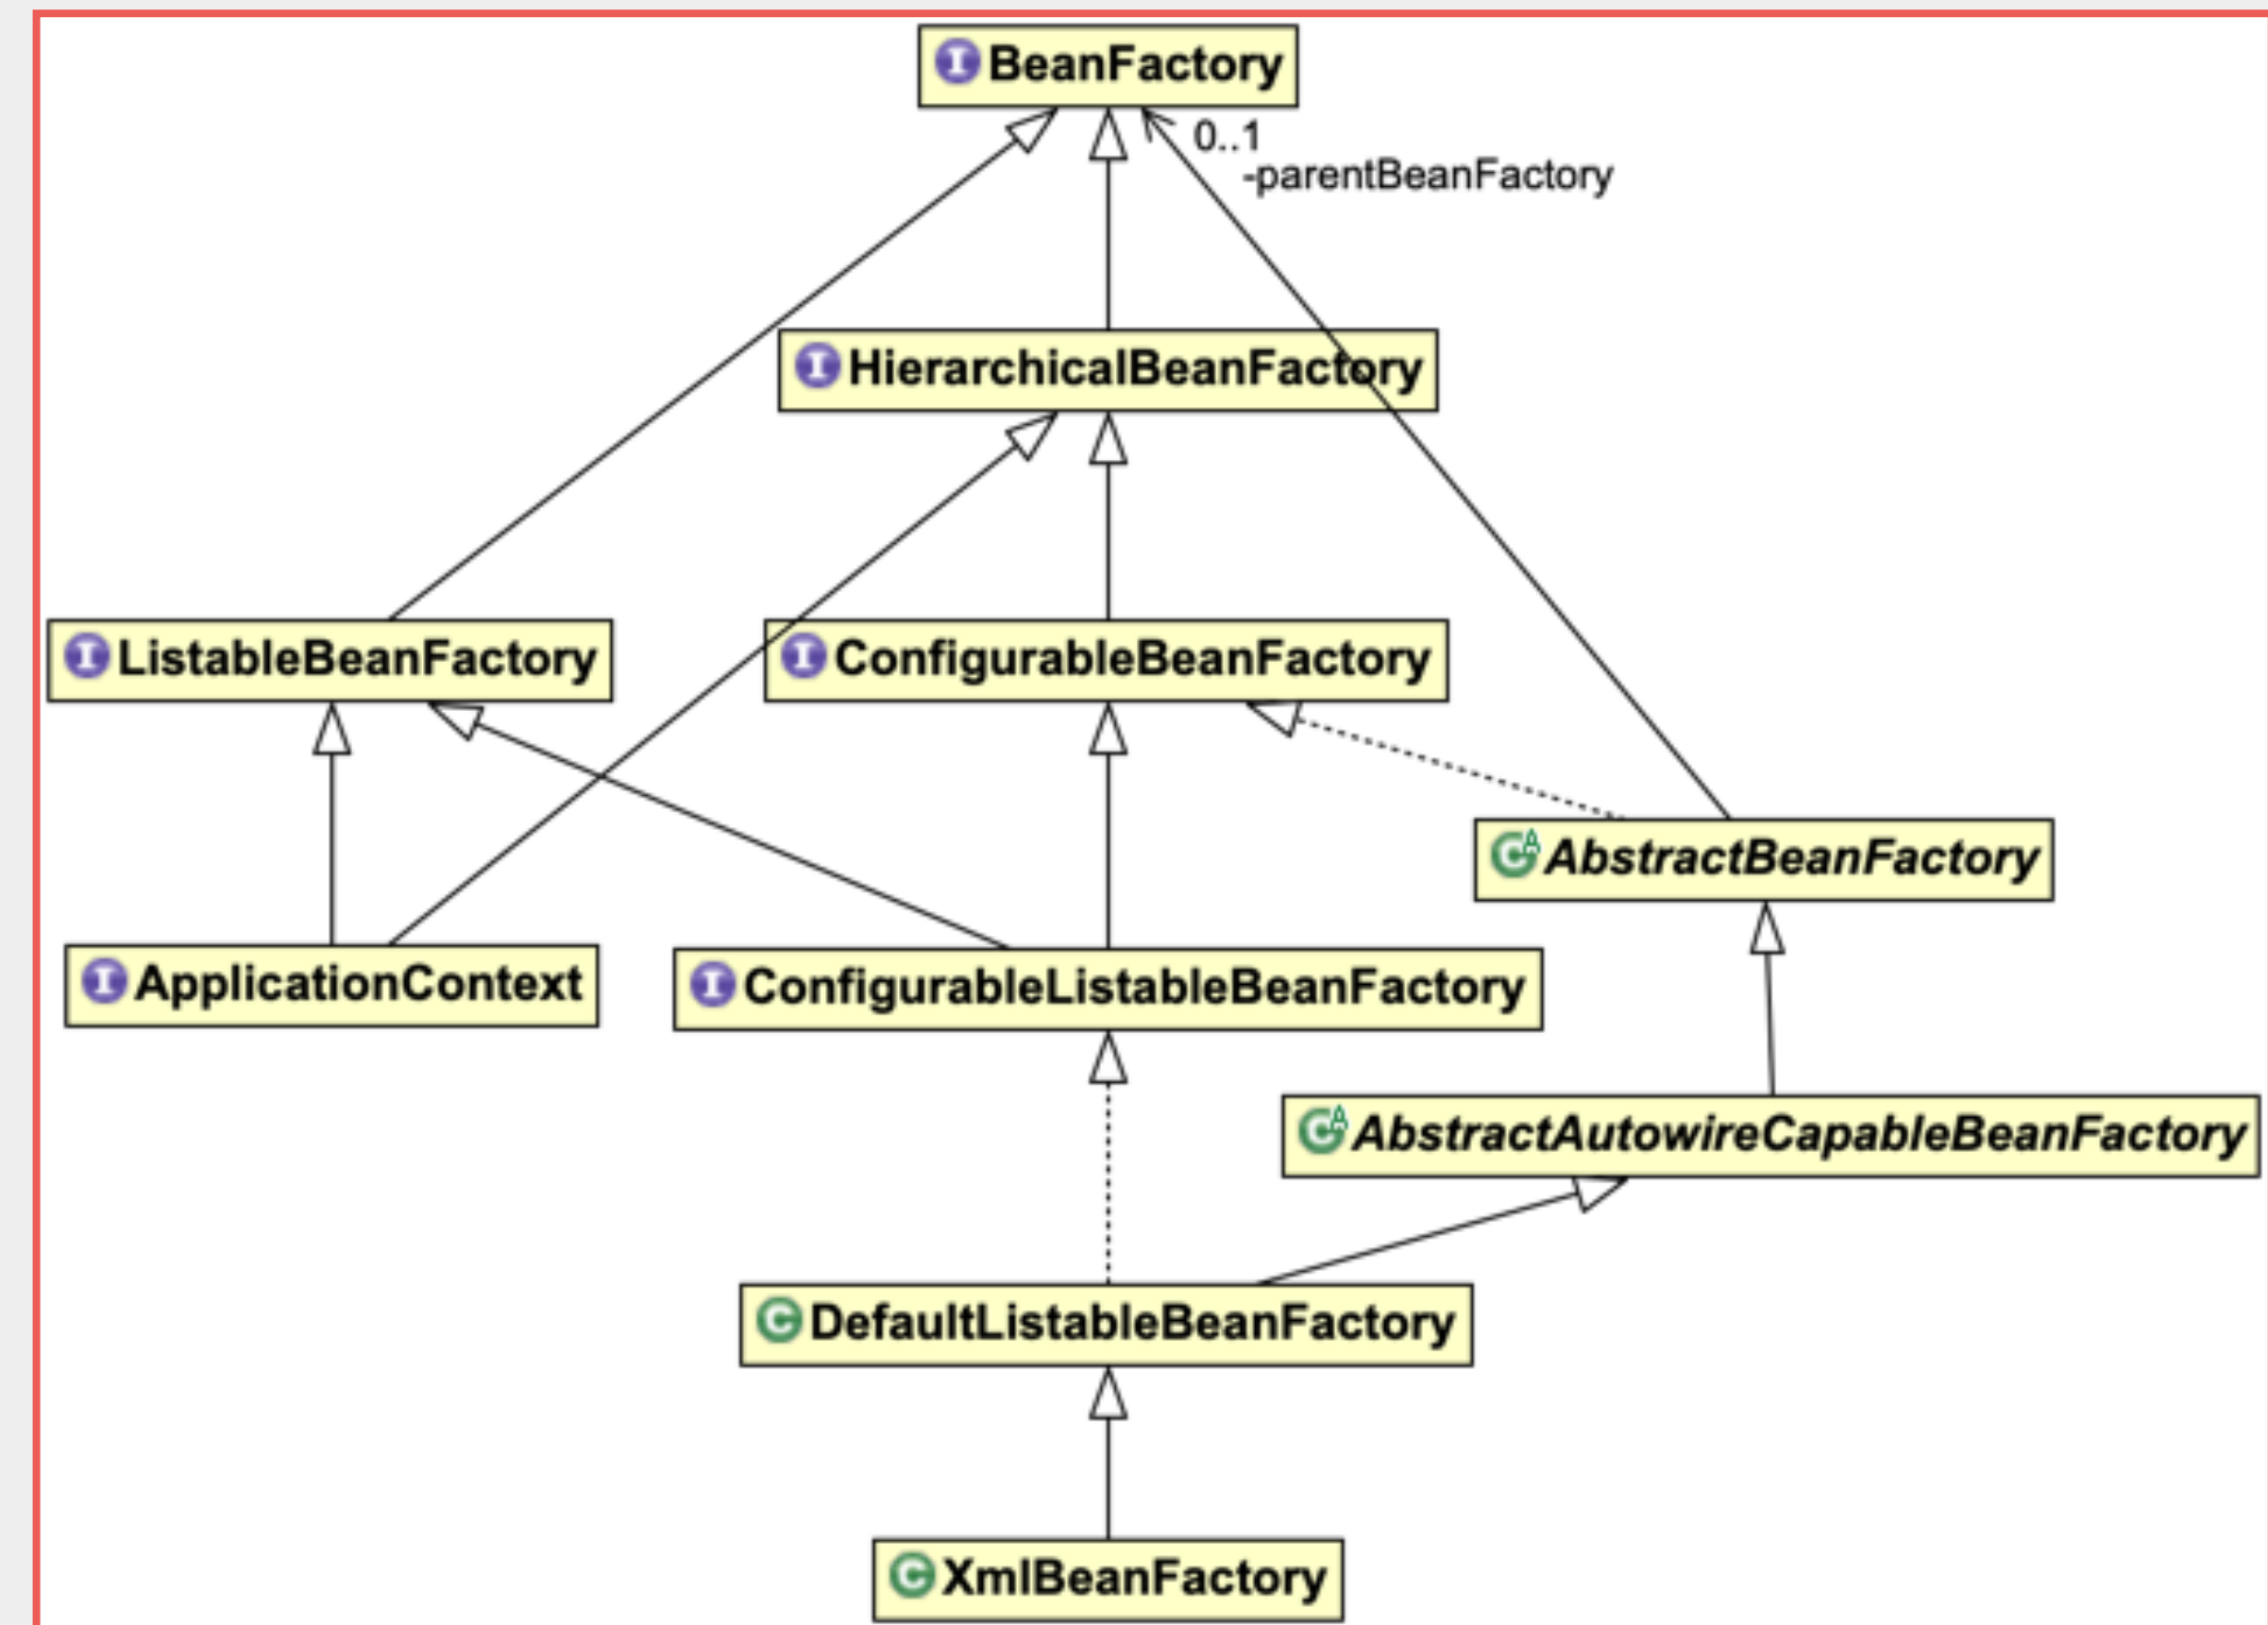 BeanFactory
0..1
-parentBeanFactory
HierarchicalBeanFactory
ListableBeanFactory
ConfigurableBeanFactory
AbstractBeanFactory
ApplicationContext
ConfigurableListableBeanFactory
AbstractAutowireCapableBeanFactory
DefaultListableBeanFactory
XmlBeanFactory